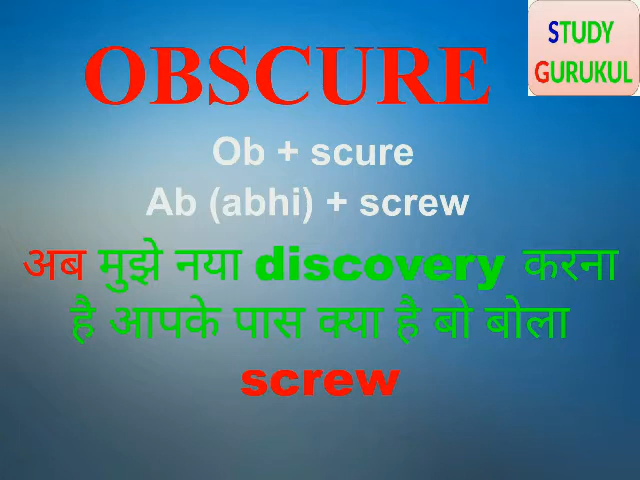 OBSCURE
STUDY
GURUKUL
Ob + scure
Ab (abhi) + screw
अब मुझे नया discovery करना
है आपके पास क्या है बो बोला
screw